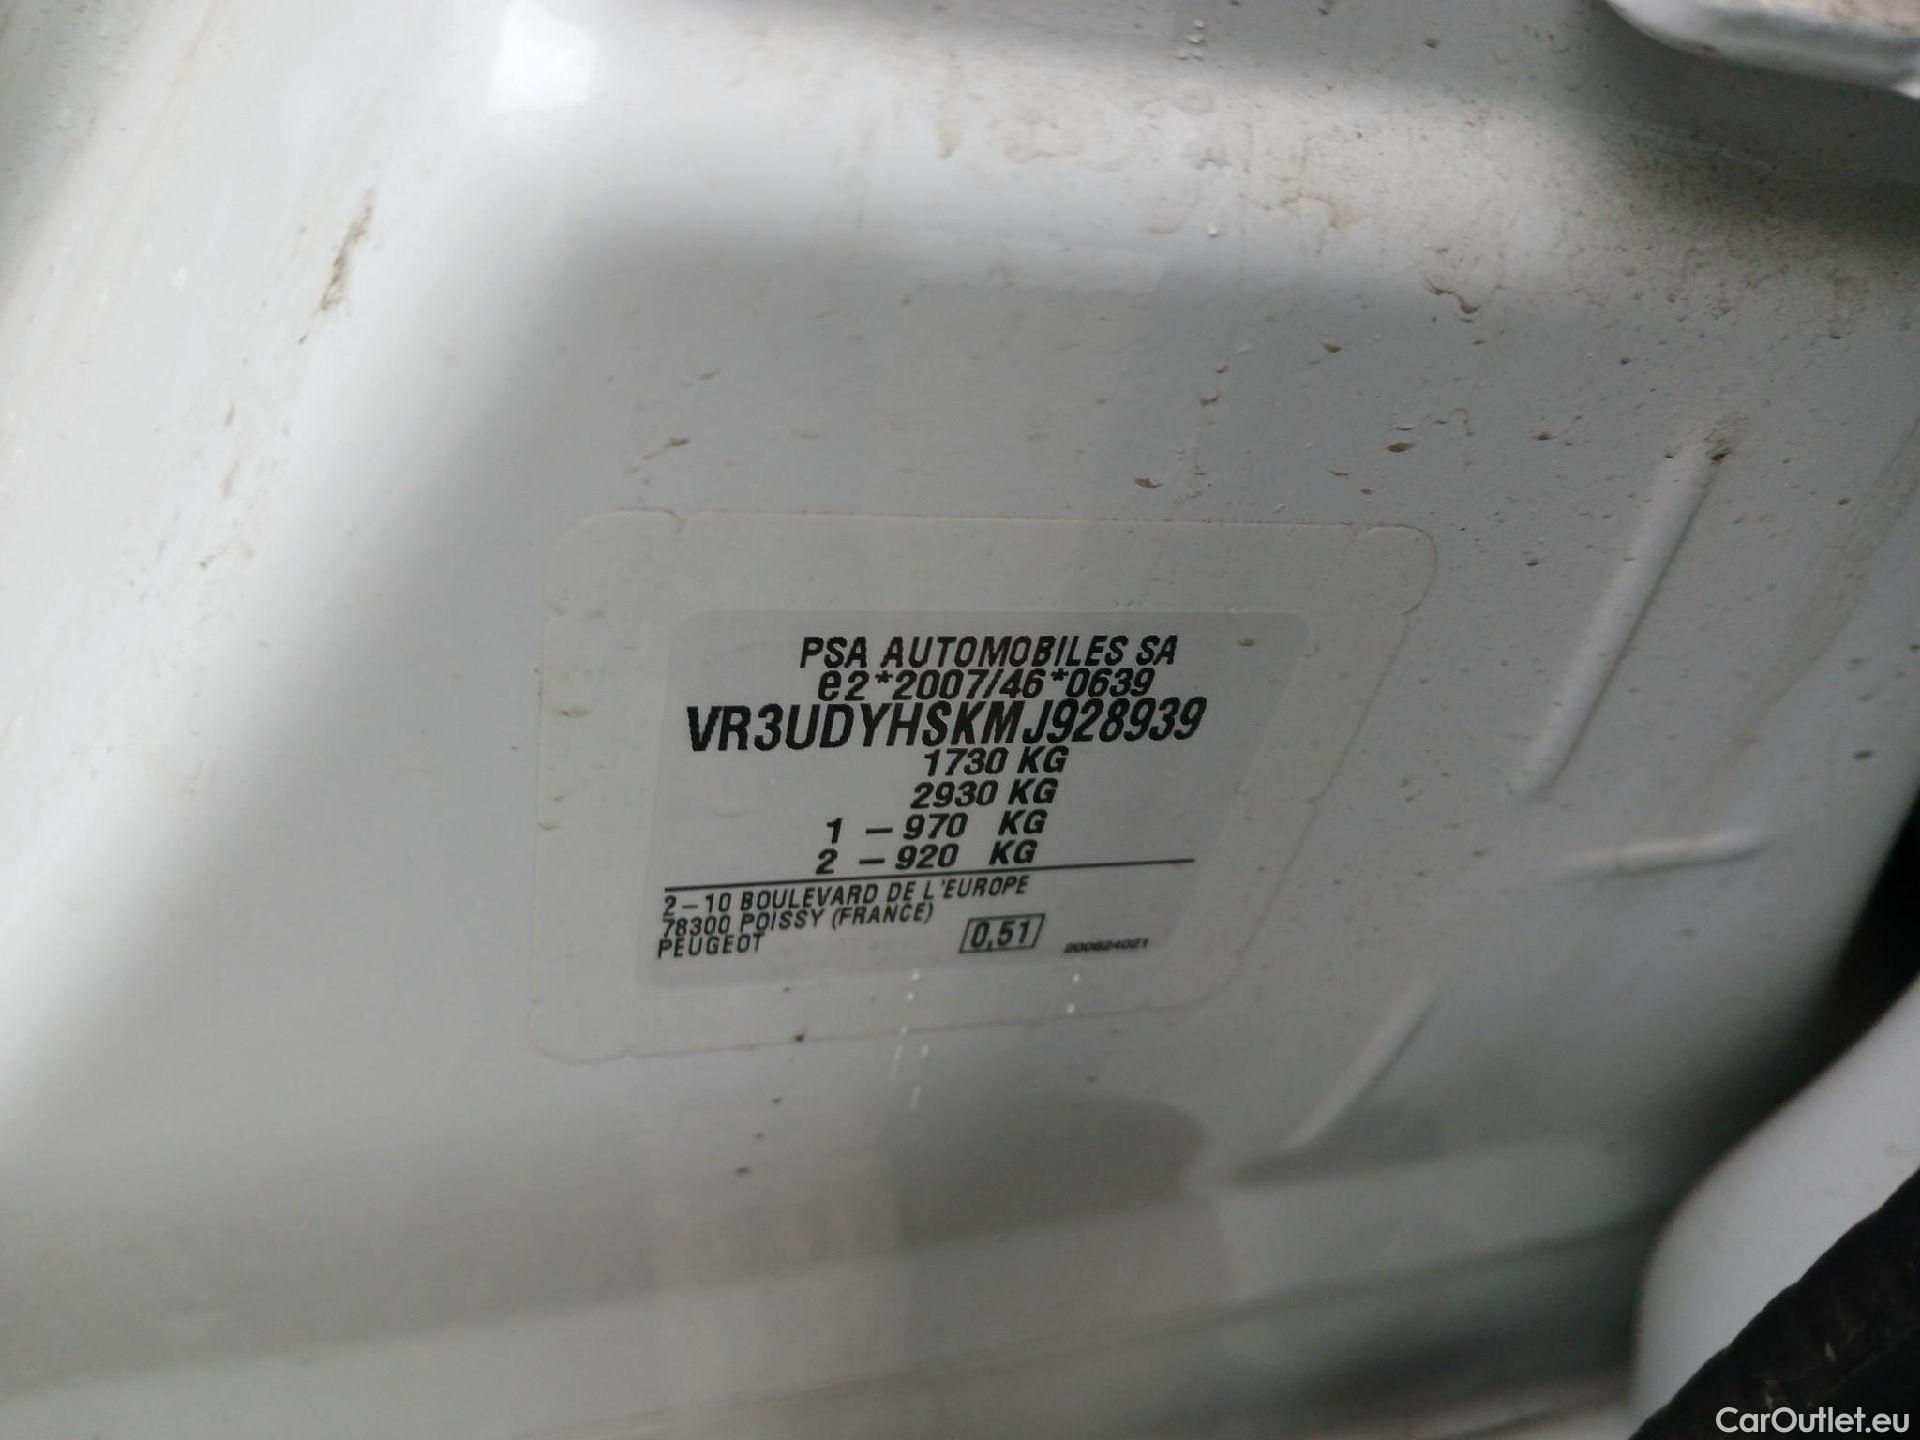 PSA AUTOMOBILES SA
e2*2007/46*0639
VR3UDYHSKMJ928939
1730 KG
2930 KG
1 – 970 KG
2 – 920 KG
2–10 BOULEVARD DE L'EUROPE
78300 POISSY (FRANCE)
PEUGEOT
0,51
200624021
CarOutlet.eu